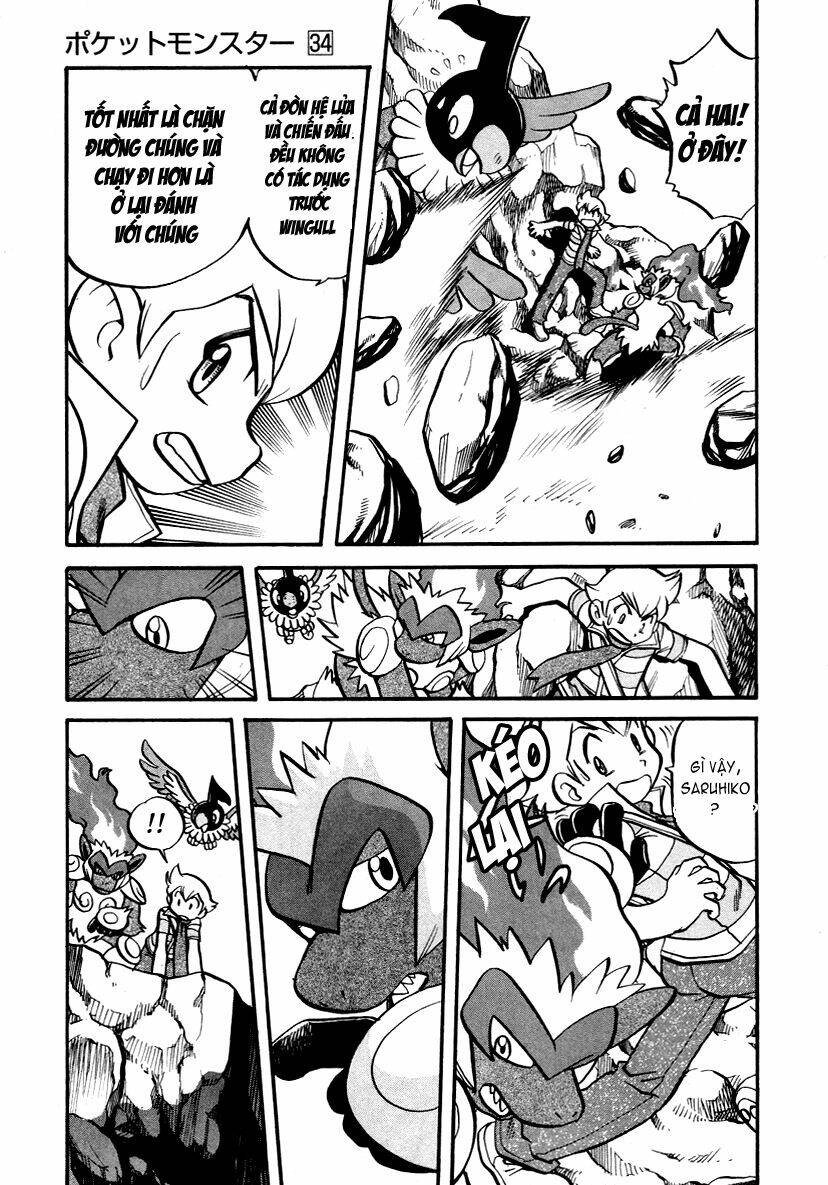 ポケットモンスター 34
CẢ HAI!
Ở ĐÂY!
CẢ ĐÒN HỆ LỬA
VÀ CHIẾN ĐẤU
ĐỀU KHÔNG
CÓ TÁC DỤNG
TRƯỚC
WINGULL
TỐT NHẤT LÀ CHẶN
ĐƯỜNG CHÚNG VÀ
CHẠY ĐI HƠN LÀ
Ở LẠI ĐÁNH
VỚI CHÚNG
GÌ VẬY,
SARUHIKO
?
KÉO
LẠI
!!